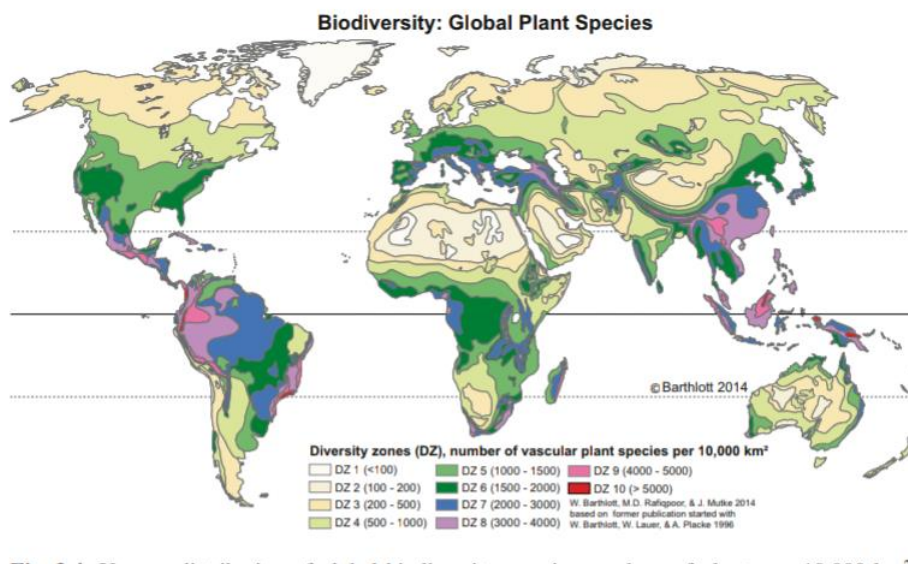 Biodiversity: Global Plant Species
© Barthlott 2014
Diversity zones (DZ), number of vascular plant species per 10,000 km²
DZ 1 (<100)
DZ 2 (100 - 200)
DZ 3 (200 - 500)
DZ 4 (500 - 1000)
DZ 5 (1000 - 1500)
DZ 6 (1500 - 2000)
DZ 7 (2000 - 3000)
DZ 8 (3000 - 4000)
DZ 9 (4000 - 5000)
DZ 10 (> 5000)
W. Barthlott, M.D. Rafiqpoor, & J. Mutke 2014
based on former publication started with
W. Barthlott, W. Lauer, & A. Placke 1996